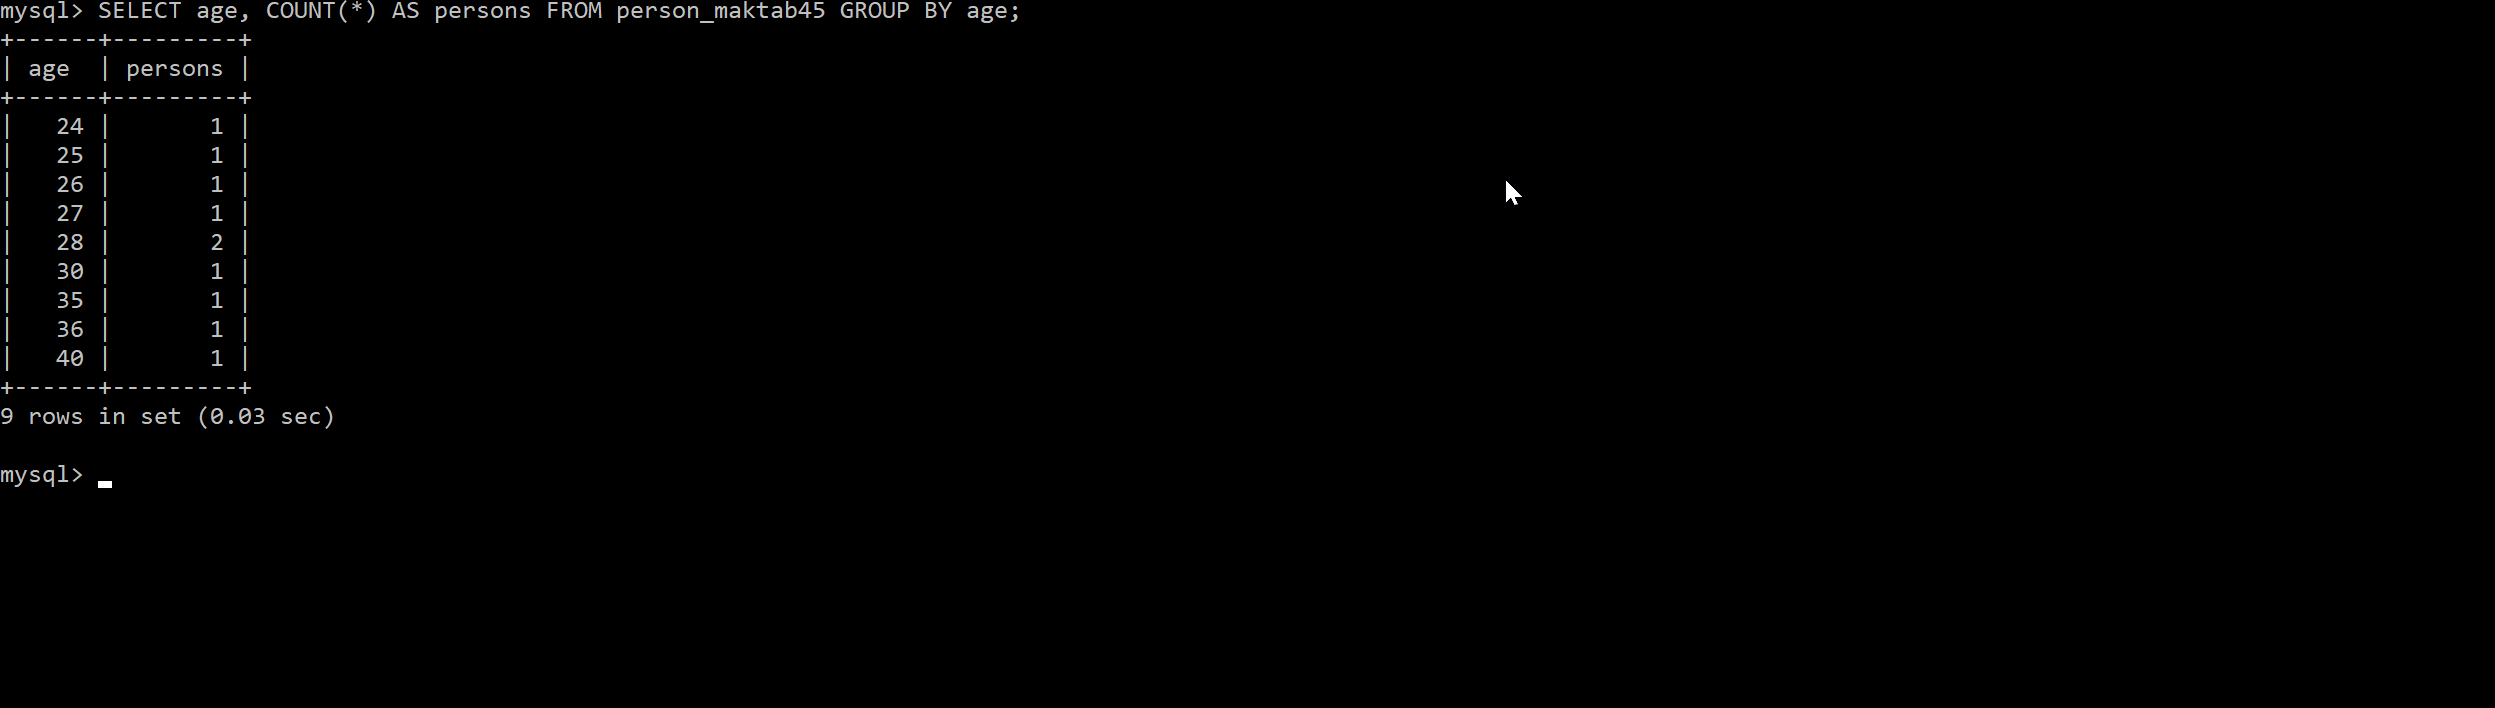 mysql> SELECT age, COUNT(*) AS persons FROM person_maktab45 GROUP BY age;
+------+---------+
| age  | persons |
+------+---------+
|   24 |       1 |
|   25 |       1 |
|   26 |       1 |
|   27 |       1 |
|   28 |       2 |
|   30 |       1 |
|   35 |       1 |
|   36 |       1 |
|   40 |       1 |
+------+---------+
9 rows in set (0.03 sec)
mysql>